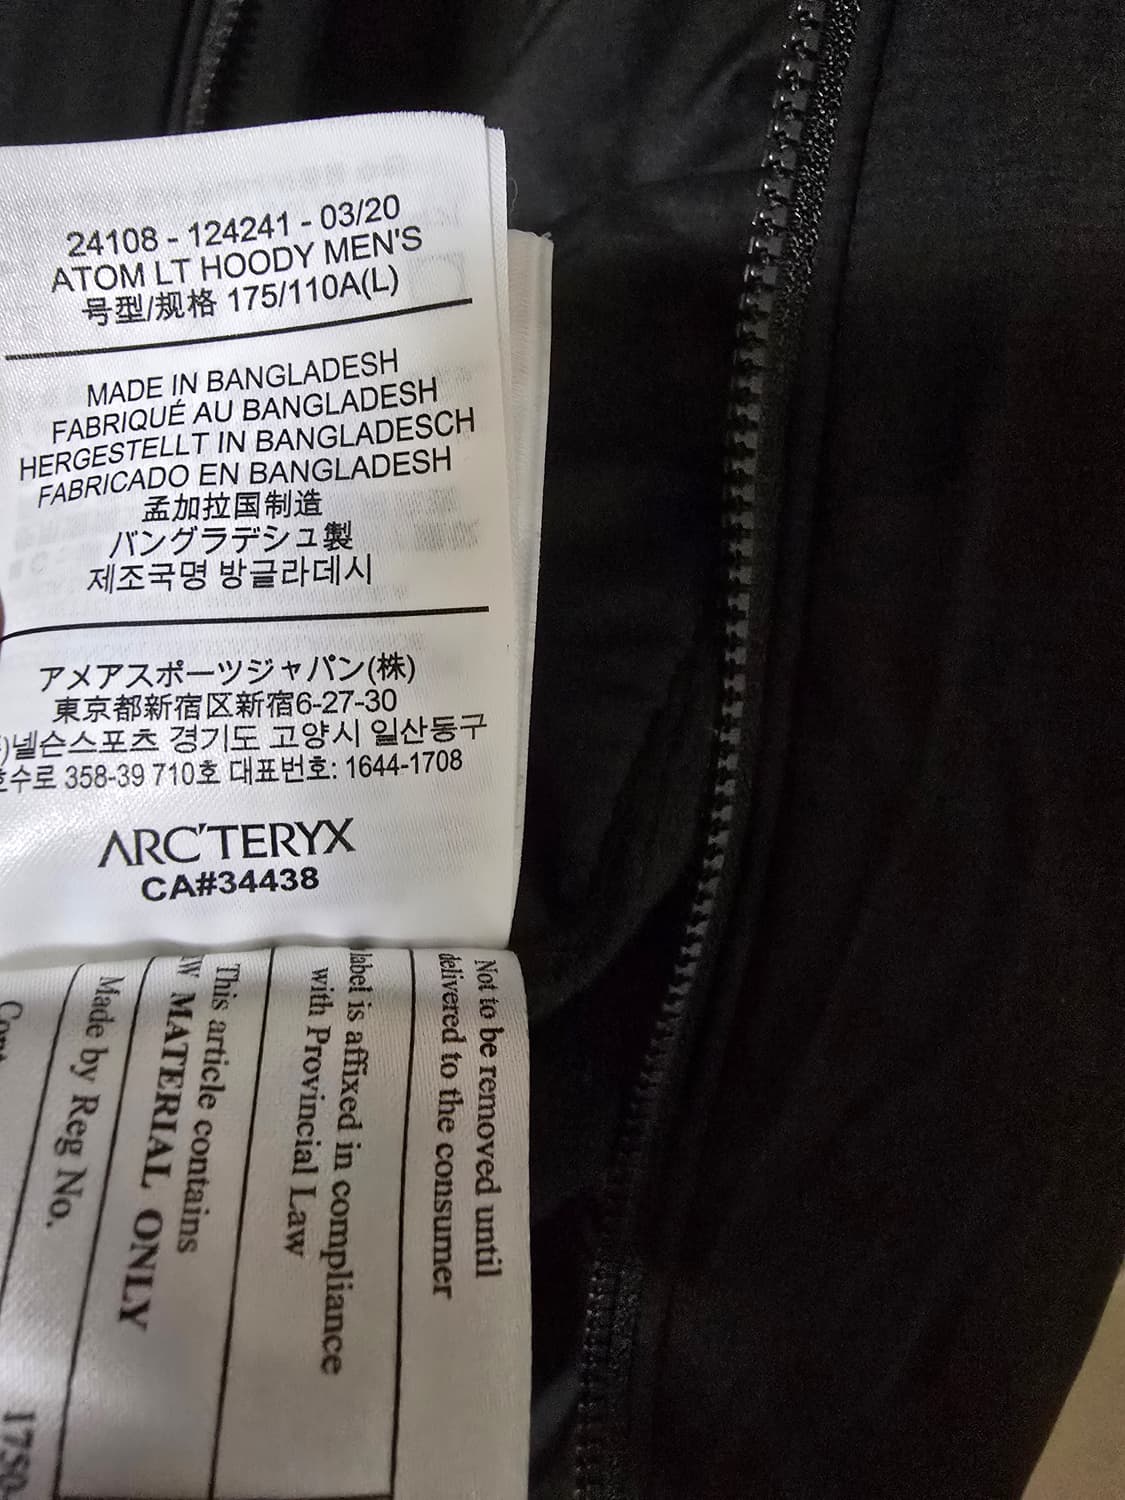 24108 - 124241 - 03/20
ATOM LT HOODY MEN'S
号型/规格 175/110A(L)
MADE IN BANGLADESH
FABRIQUÉ AU BANGLADESH
HERGESTELLT IN BANGLADESCH
FABRICADO EN BANGLADESH
孟加拉国制造
バングラデシュ製
제조국명 방글라데시
アメアスポーツジャパン(株)
東京都新宿区新宿6-27-30
)넬슨스포츠 경기도 고양시 일산동구
호수로 358-39 710호 대표번호: 1644-1708
ARC'TERYX
CA#34438
Not to be removed until
delivered to the consumer
label is affixed in compliance
with Provincial Law
This article contains
W MATERIAL ONLY
Made by Reg No.
1750-